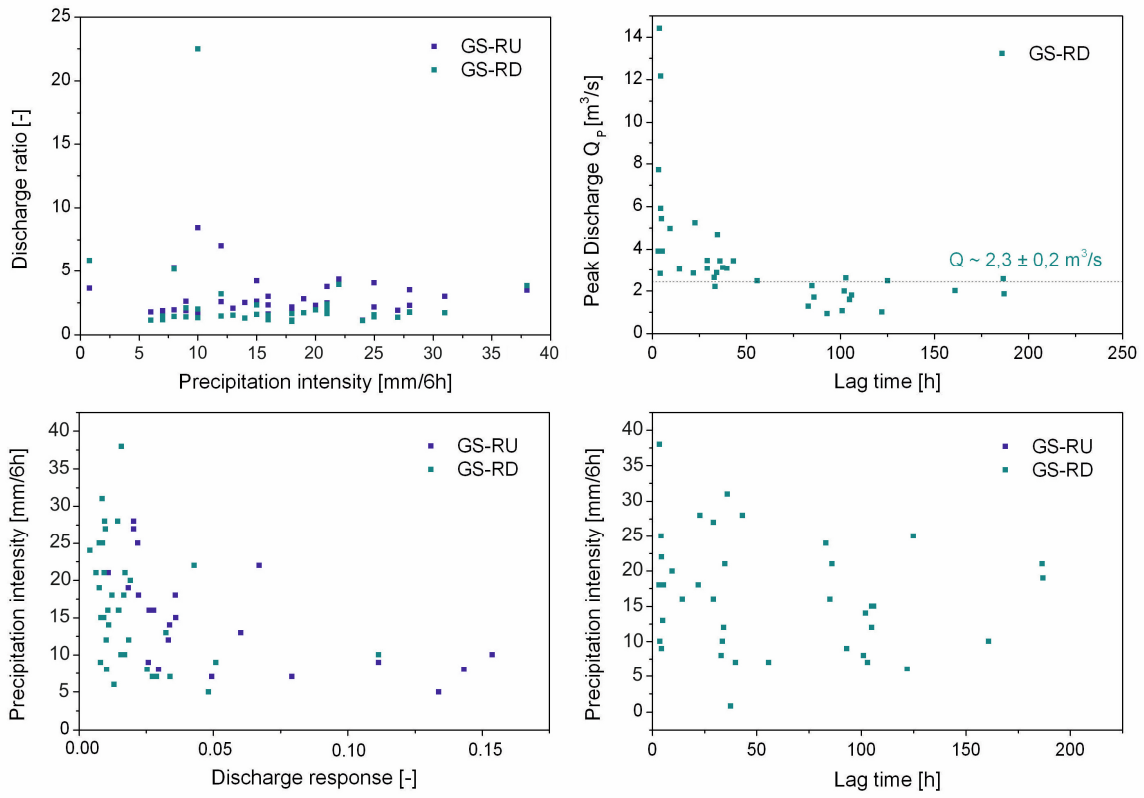 25
20
15
10
5
0
0 5 10 15 20 25 30 35 40
Discharge ratio [-]
Precipitation intensity [mm/6h]
GS-RU
GS-RD
14
12
10
8
6
4
2
0
0 50 100 150 200 250
Peak Discharge QP [m3/s]
Lag time [h]
GS-RD
Q ~ 2,3 ± 0,2 m3/s
40
35
30
25
20
15
10
5
0
0.00 0.05 0.10 0.15
Precipitation intensity [mm/6h]
Discharge response [-]
GS-RU
GS-RD
40
35
30
25
20
15
10
5
0
0 50 100 150 200
Precipitation intensity [mm/6h]
Lag time [h]
GS-RU
GS-RD